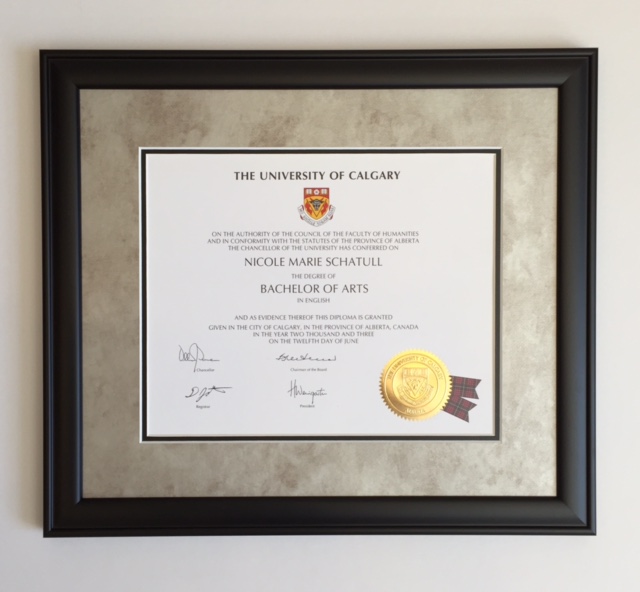 THE UNIVERSITY OF CALGARY
ON THE AUTHORITY OF THE COUNCIL OF THE FACULTY OF HUMANITIES
AND IN CONFORMITY WITH THE STATUTES OF THE PROVINCE OF ALBERTA
THE CHANCELLOR OF THE UNIVERSITY HAS CONFERRED ON
NICOLE MARIE SCHATULL
THE DEGREE OF
BACHELOR OF ARTS
IN ENGLISH
AND AS EVIDENCE THEREOF THIS DIPLOMA IS GRANTED
GIVEN IN THE CITY OF CALGARY, IN THE PROVINCE OF ALBERTA, CANADA
IN THE YEAR TWO THOUSAND AND THREE
ON THE TWELFTH DAY OF JUNE
Chancellor
Chairman of the Board
Registrar
President
THE UNIVERSITY OF CALGARY